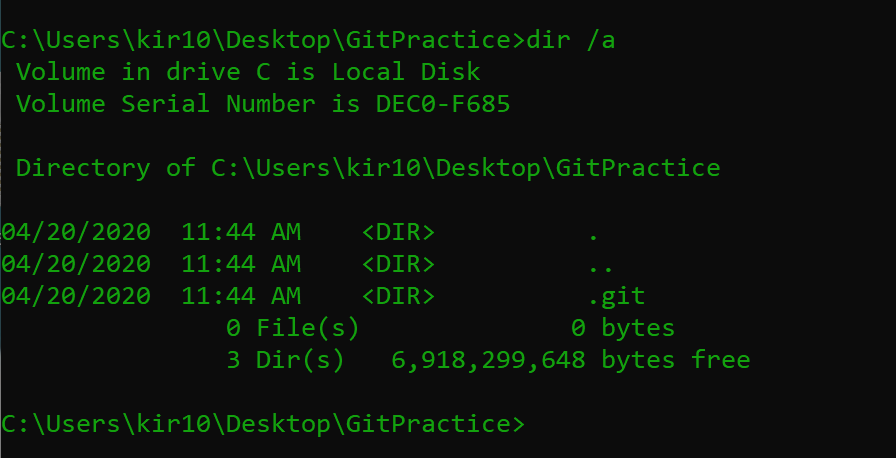 C:\Users\kir10\Desktop\GitPractice>dir /a
 Volume in drive C is Local Disk
 Volume Serial Number is DEC0-F685

 Directory of C:\Users\kir10\Desktop\GitPractice

04/20/2020  11:44 AM    <DIR>          .
04/20/2020  11:44 AM    <DIR>          ..
04/20/2020  11:44 AM    <DIR>          .git
               0 File(s)              0 bytes
               3 Dir(s)   6,918,299,648 bytes free

C:\Users\kir10\Desktop\GitPractice>